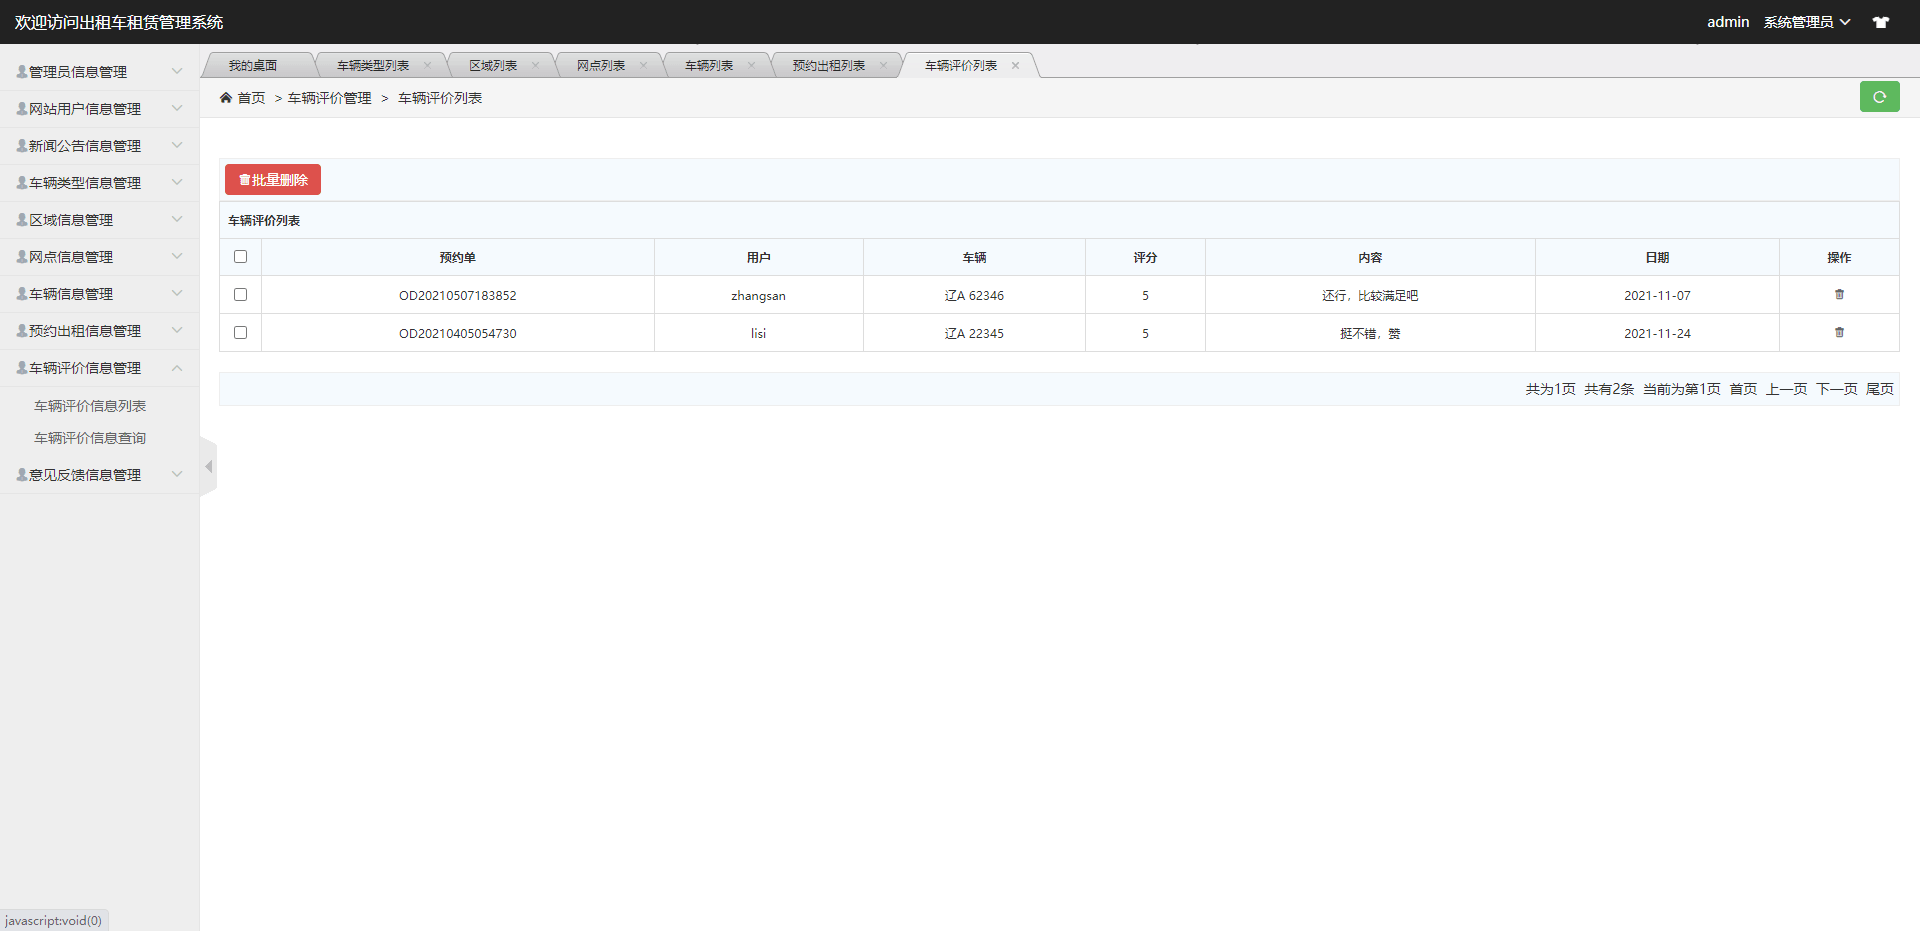 欢迎访问出租车租赁管理系统
admin 系统管理员
管理员信息管理
网站用户信息管理
新闻公告信息管理
车辆类型信息管理
区域信息管理
网点信息管理
车辆信息管理
预约出租信息管理
车辆评价信息管理
车辆评价信息列表
车辆评价信息查询
意见反馈信息管理
我的桌面 车辆类型列表 区域列表 网点列表 车辆列表 预约出租列表 车辆评价列表
首页 > 车辆评价管理 > 车辆评价列表
批量删除
车辆评价列表
预约单 用户 车辆 评分 内容 日期 操作
OD20210507183852 zhangsan 辽A 62346 5 还行，比较满足吧 2021-11-07
OD20210405054730 lisi 辽A 22345 5 挺不错，赞 2021-11-24
共为1页 共有2条 当前为第1页 首页 上一页 下一页 尾页
javascript:void(0)